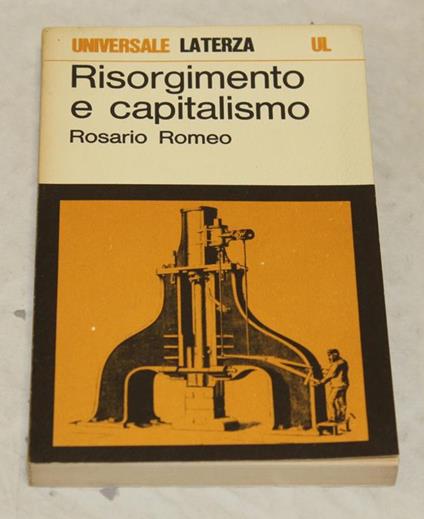 UNIVERSALE LATERZA UL
Risorgimento
e capitalismo
Rosario Romeo